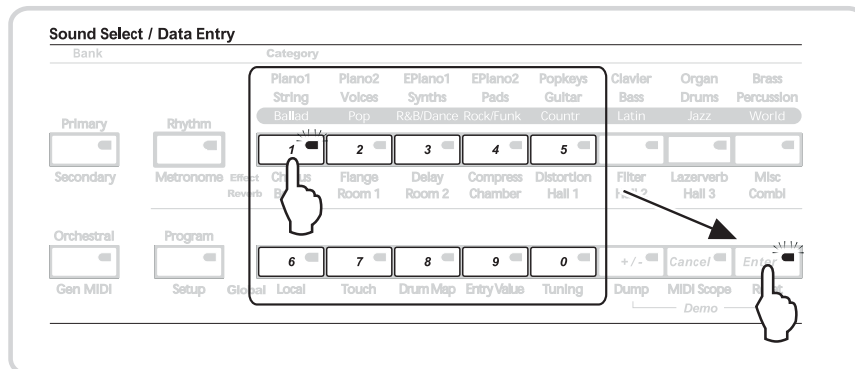 Sound Select / Data Entry
Bank Category
Piano1 Piano2 EPiano1 EPiano2 Popkeys Clavier Organ Brass
String Voices Synths Pads Guitar Bass Drums Percussion
Primary Rhythm Ballad Pop R&B/Dance Rock/Funk Countr Latin Jazz World
1 2 3 4 5
Secondary Metronome Effect Flange Delay Compress Distortion Filter Lazerverb Misc
Reverb Room 1 Room 2 Chamber Hall 1 Hall 3 Combi
Orchestral Program
6 7 8 9 0 +/- Cancel Enter
Gen MIDI Setup Global Local Touch Drum Map Entry Value Tuning Dump MIDI Scope
Demo